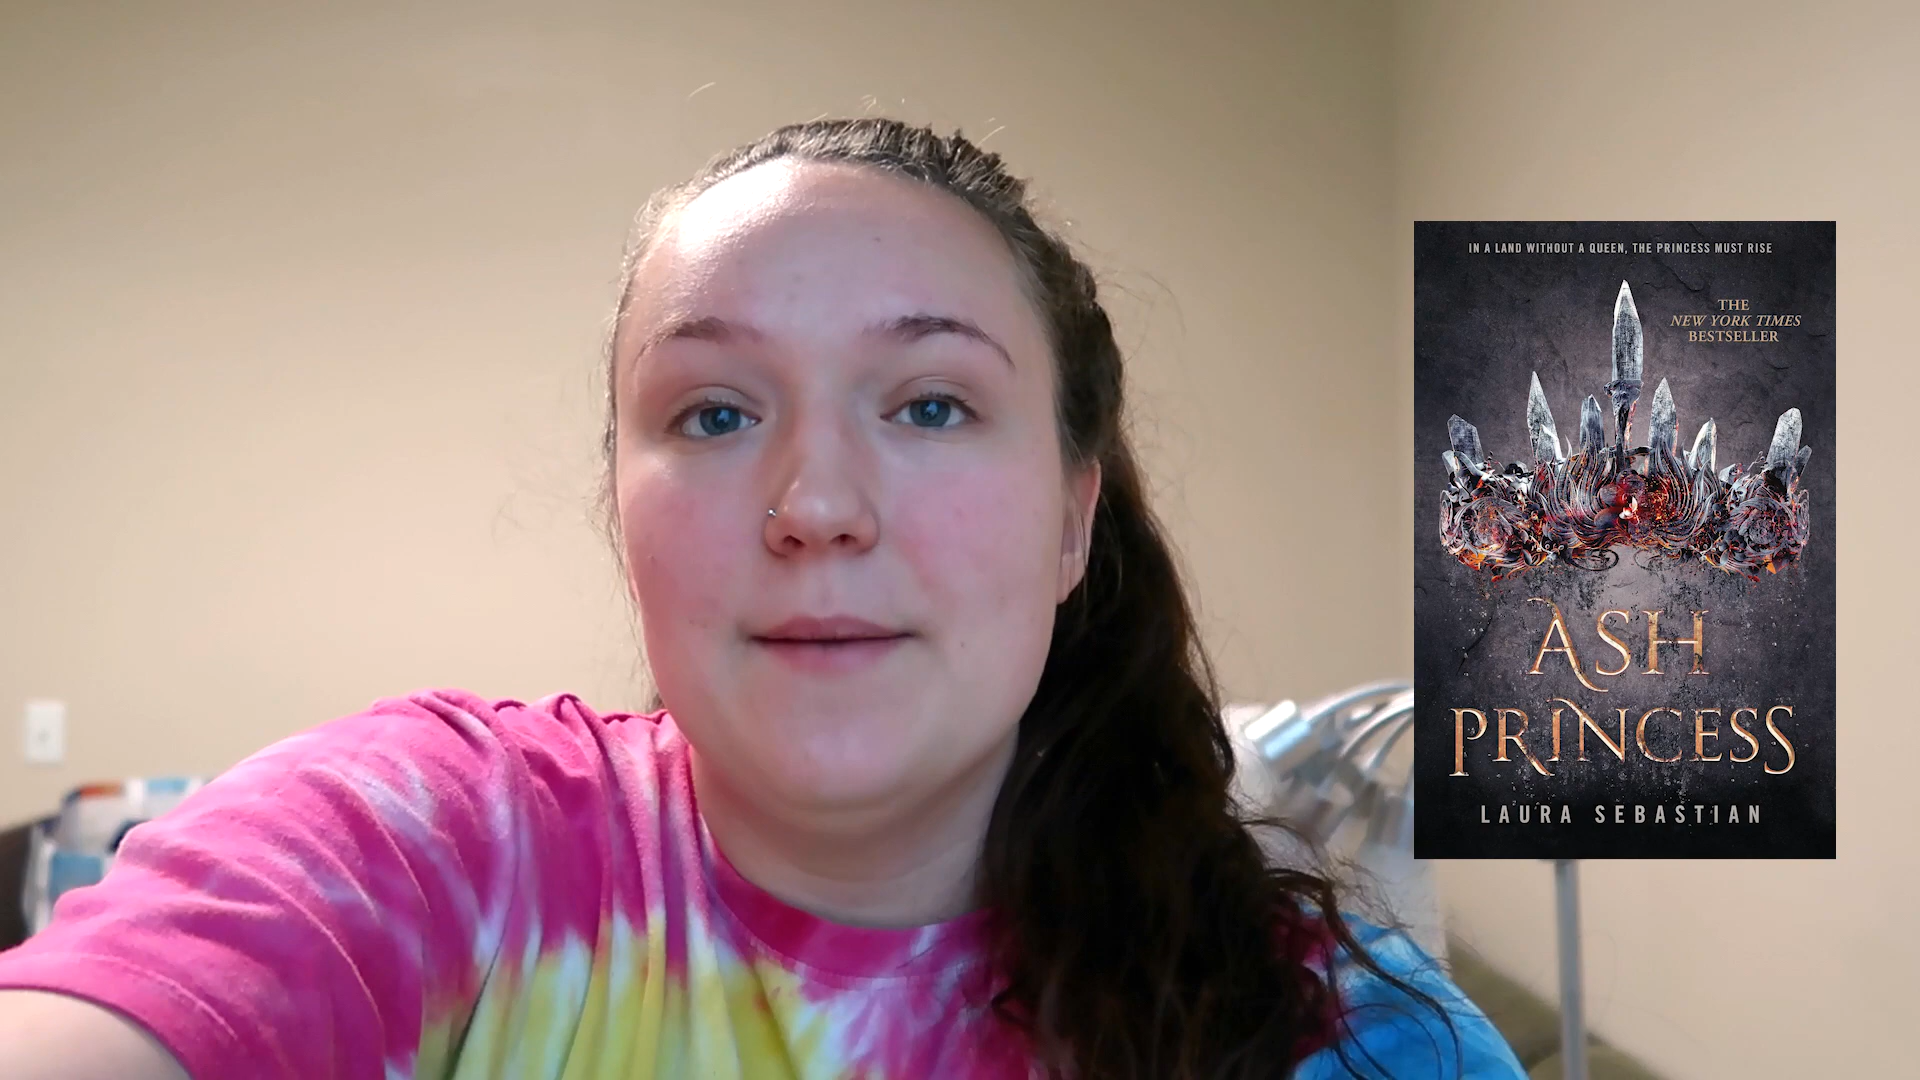 IN A LAND WITHOUT A QUEEN, THE PRINCESS MUST RISE
THE
NEW YORK TIMES
BESTSELLER
ASH
PRINCESS
LAURA SEBASTIAN